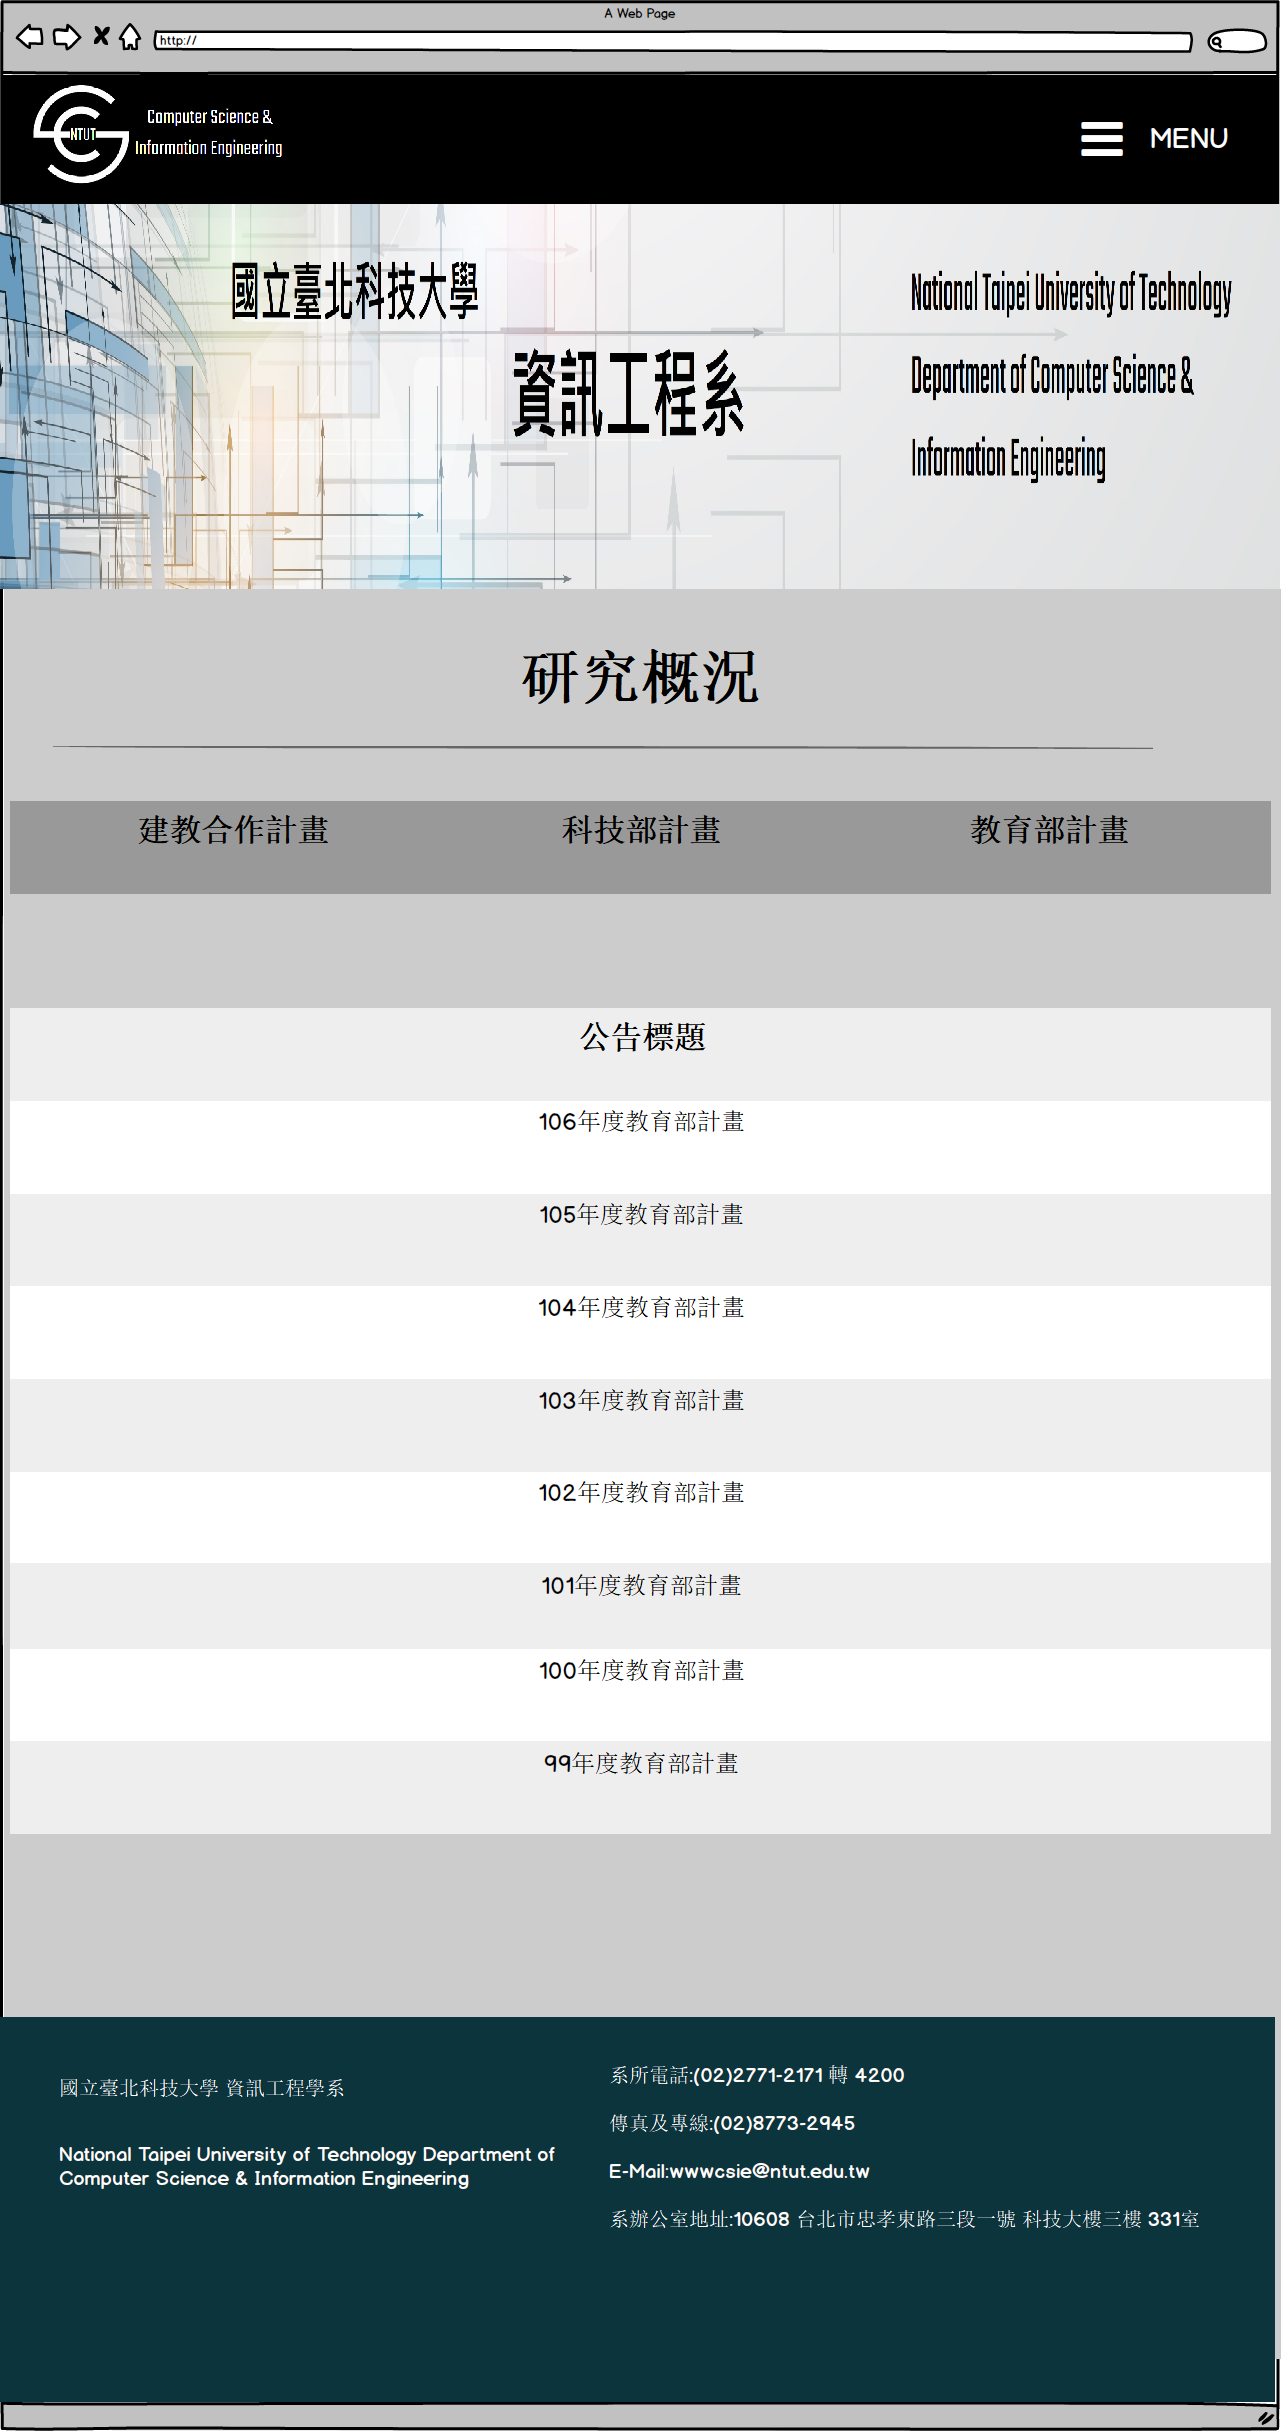 A Web Page
http://
NTUT
Computer Science &
Information Engineering
MENU
國立臺北科技大學
資訊工程系
National Taipei University of Technology
Department of Computer Science &
Information Engineering
研究概況
建教合作計畫 科技部計畫 教育部計畫
公告標題
106年度教育部計畫
105年度教育部計畫
104年度教育部計畫
103年度教育部計畫
102年度教育部計畫
101年度教育部計畫
100年度教育部計畫
99年度教育部計畫
國立臺北科技大學 資訊工程學系
National Taipei University of Technology Department of
Computer Science & Information Engineering
系所電話:(02)2771-2171 轉 4200
傳真及專線:(02)8773-2945
E-Mail:wwwcsie@ntut.edu.tw
系辦公室地址:10608 台北市忠孝東路三段一號 科技大樓三樓 331室